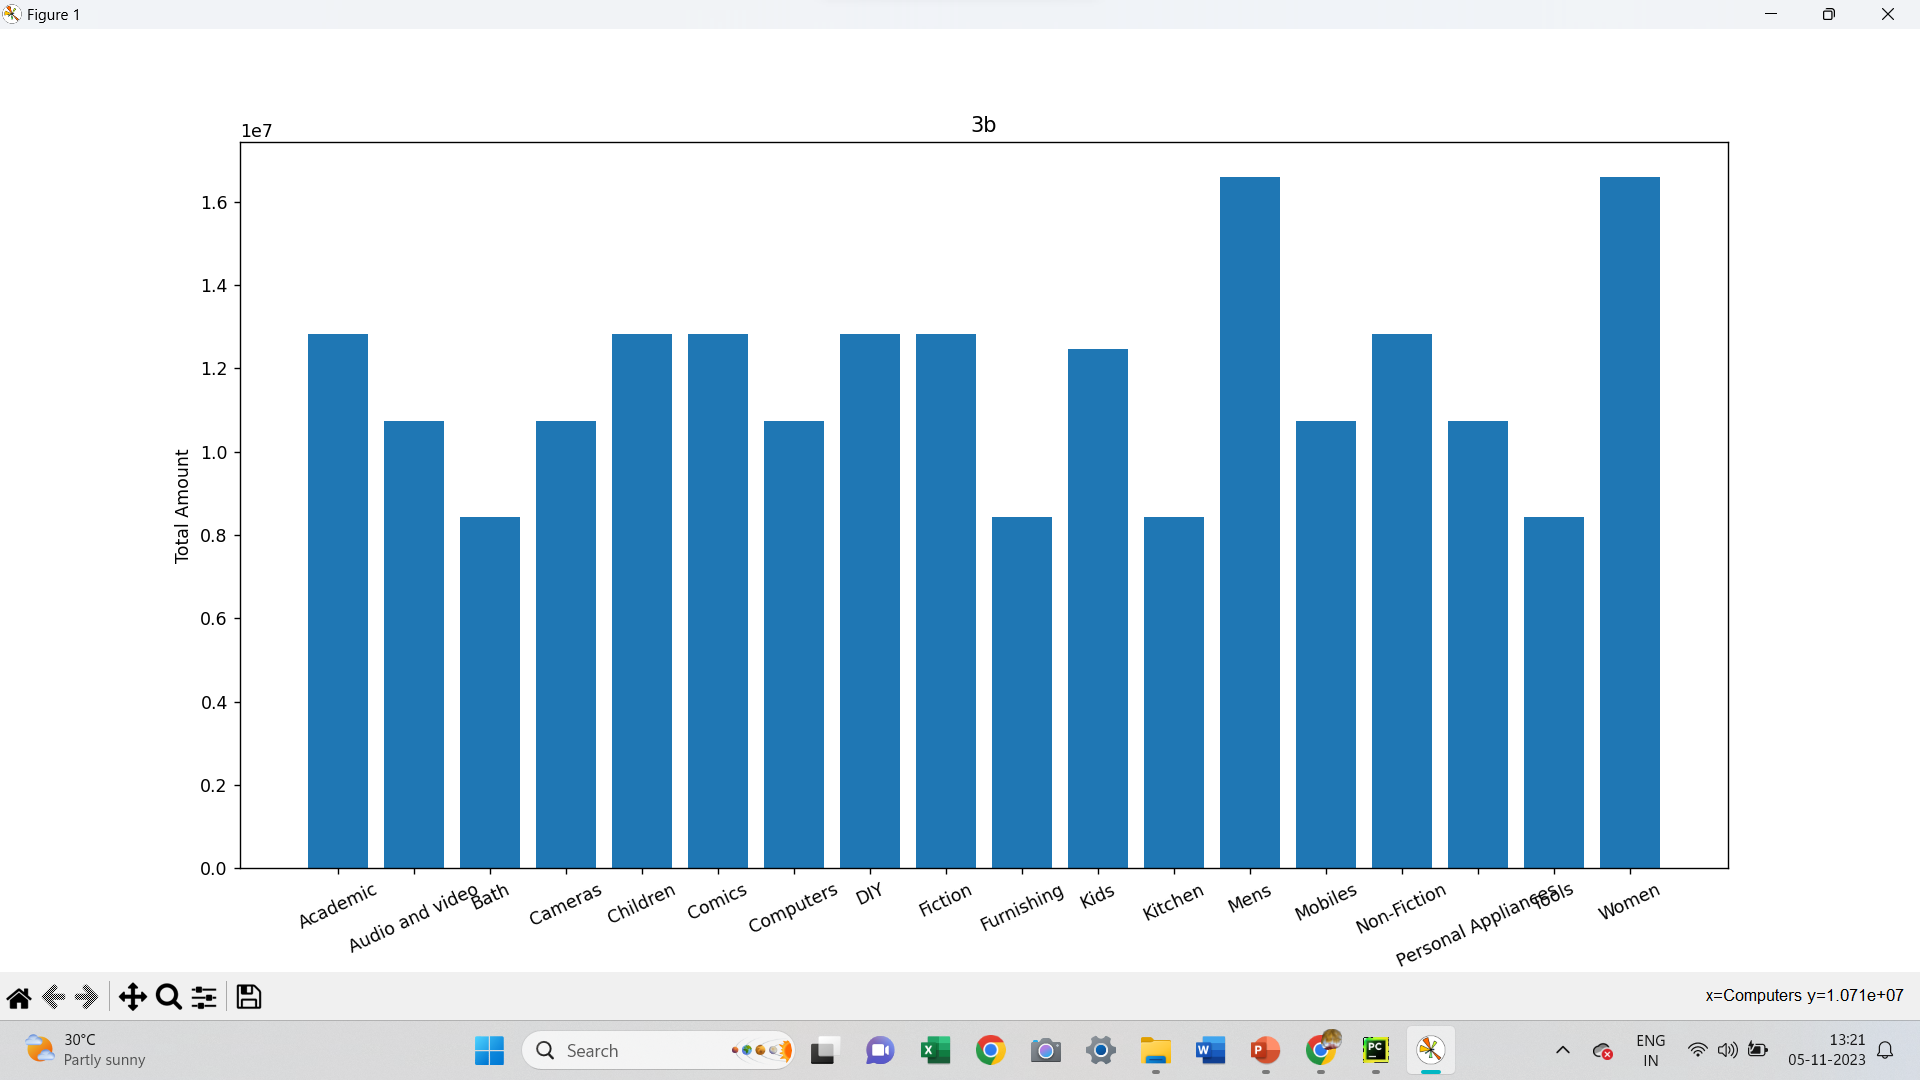 Figure 1
3b
1e7
1.6
1.4
1.2
1.0
0.8
0.6
0.4
0.2
0.0
Total Amount
Academic
Audio and video
Bath
Cameras
Children
Comics
Computers
DIY
Fiction
Furnishing
Kids
Kitchen
Mens
Mobiles
Non-Fiction
Personal Appliances
Tools
Women
x=Computers y=1.071e+07
30°C
Partly sunny
Search
X
W
P
PC
ENG
IN
13:21
05-11-2023